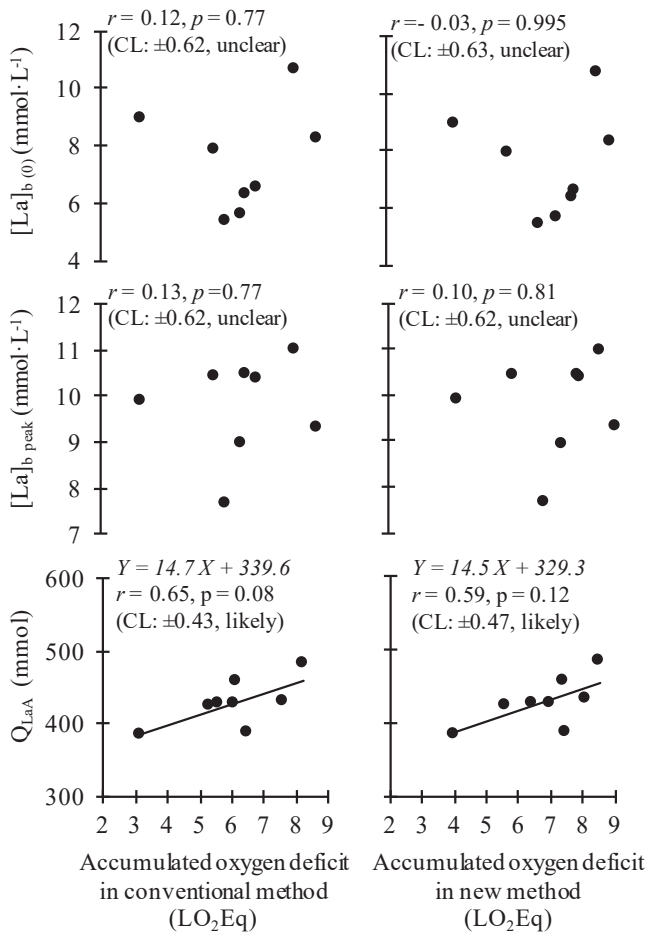 r = 0.12, p = 0.77
(CL: ±0.62, unclear)
r =- 0.03, p = 0.995
(CL: ±0.63, unclear)
12
10
8
6
4
[La]b (0) (mmol·L-1)
r = 0.13, p =0.77
(CL: ±0.62, unclear)
r = 0.10, p = 0.81
(CL: ±0.62, unclear)
12
11
10
9
8
7
[La]b peak (mmol·L-1)
Y = 14.7 X + 339.6
r = 0.65, p = 0.08
(CL: ±0.43, likely)
Y = 14.5 X + 329.3
r = 0.59, p = 0.12
(CL: ±0.47, likely)
600
500
400
300
QLaA (mmol)
2 3 4 5 6 7 8 9
2 3 4 5 6 7 8 9
Accumulated oxygen deficit
in conventional method
(LO2Eq)
Accumulated oxygen deficit
in new method
(LO2Eq)